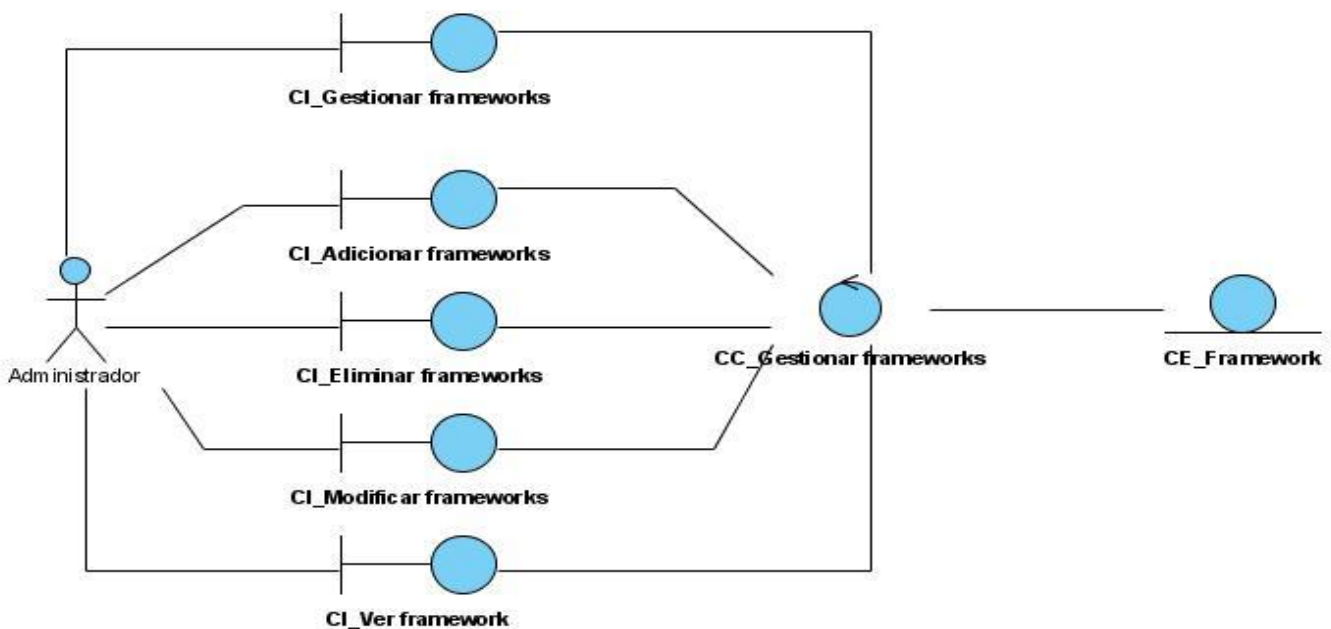 CI_Gestionar frameworks
CI_Adicionar frameworks
CI_Eliminar frameworks
CC_Gestionar frameworks
CE_Framework
Administrador
CI_Modificar frameworks
CI_Ver framework